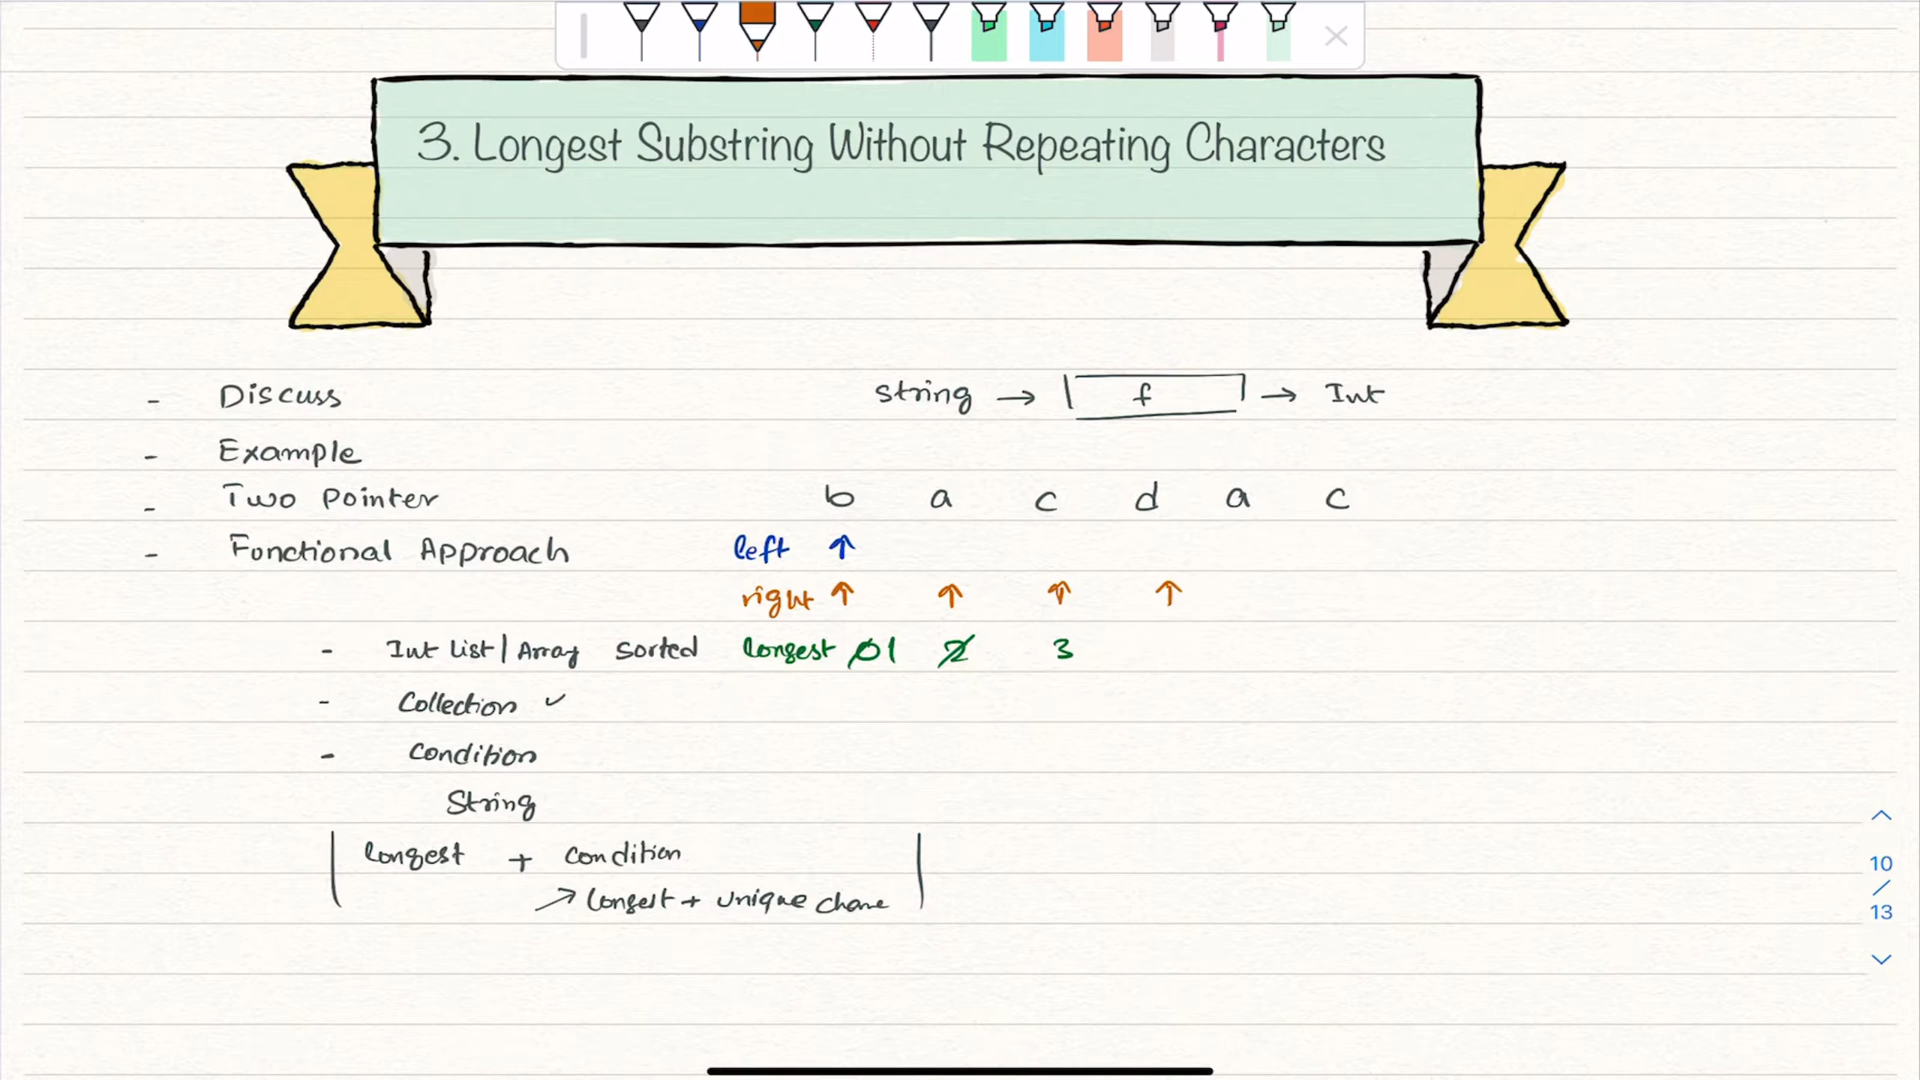 3. Longest Substring Without Repeating Characters
- Discuss
string → f → Int
- Example
- Two Pointer
b a c d a c
- Functional Approach
left ↑
right ↑ ↑ ↑ ↑
- Int List | Array Sorted
longest 0 1 2 3
- Collection ✓
- Condition
String
longest + condition
↗ longest + unique
10
/
13